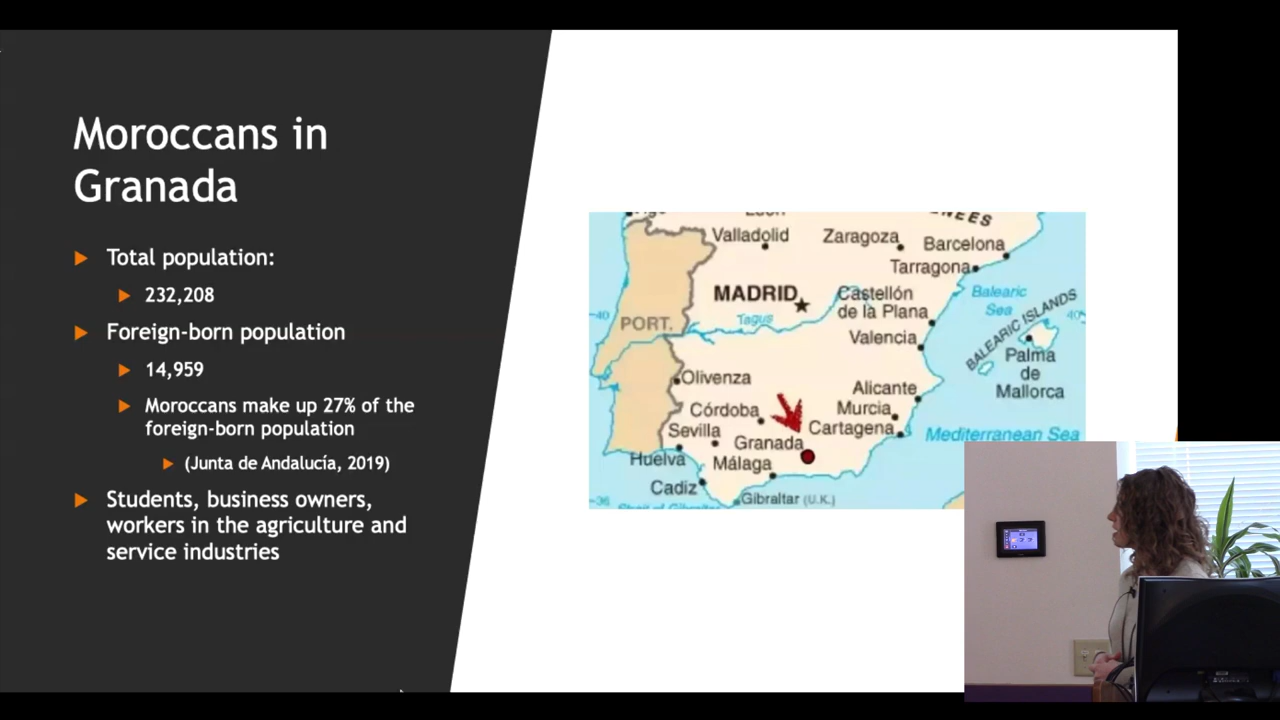 Moroccans in
Granada
Total population:
232,208
Foreign-born population
14,959
Moroccans make up 27% of the
foreign-born population
(Junta de Andalucía, 2019)
Students, business owners,
workers in the agriculture and
service industries
Valladolid
Zaragoza
Barcelona
Tarragona
MADRID
Castellón
de la Plana
Balearic
Sea
BALEARIC ISLANDS
40
40
PORT.
Tagus
Valencia
Palma
de
Mallorca
Olivenza
Alicante
Córdoba
Murcia
Sevilla
Cartagena
Granada
Mediterranean Sea
Huelva
Málaga
Cadiz
36
Gibraltar (U.K.)